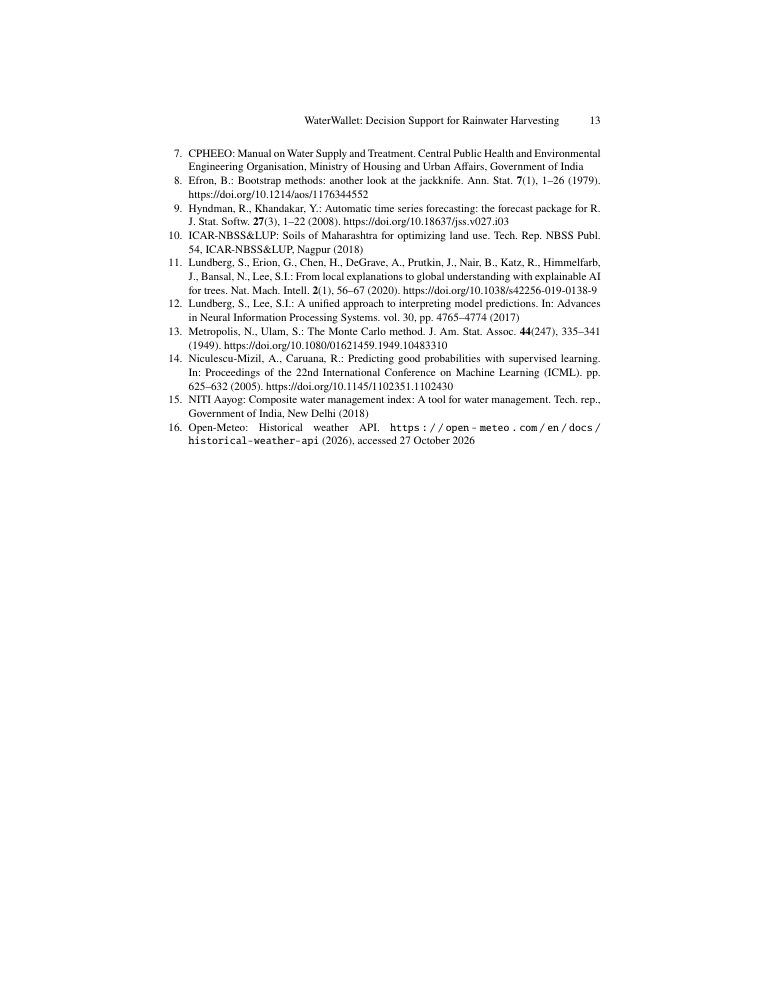 WaterWallet: Decision Support for Rainwater Harvesting 13
7. CPHEEO: Manual on Water Supply and Treatment. Central Public Health and Environmental
Engineering Organisation, Ministry of Housing and Urban Affairs, Government of India
8. Efron, B.: Bootstrap methods: another look at the jackknife. Ann. Stat. 7(1), 1–26 (1979).
https://doi.org/10.1214/aos/1176344552
9. Hyndman, R., Khandakar, Y.: Automatic time series forecasting: the forecast package for R.
J. Stat. Softw. 27(3), 1–22 (2008). https://doi.org/10.18637/jss.v027.i03
10. ICAR-NBSS&LUP: Soils of Maharashtra for optimizing land use. Tech. Rep. NBSS Publ.
54, ICAR-NBSS&LUP, Nagpur (2018)
11. Lundberg, S., Erion, G., Chen, H., DeGrave, A., Prutkin, J., Nair, B., Katz, R., Himmelfarb,
J., Bansal, N., Lee, S.I.: From local explanations to global understanding with explainable AI
for trees. Nat. Mach. Intell. 2(1), 56–67 (2020). https://doi.org/10.1038/s42256-019-0138-9
12. Lundberg, S., Lee, S.I.: A unified approach to interpreting model predictions. In: Advances
in Neural Information Processing Systems. vol. 30, pp. 4765–4774 (2017)
13. Metropolis, N., Ulam, S.: The Monte Carlo method. J. Am. Stat. Assoc. 44(247), 335–341
(1949). https://doi.org/10.1080/01621459.1949.10483310
14. Niculescu-Mizil, A., Caruana, R.: Predicting good probabilities with supervised learning.
In: Proceedings of the 22nd International Conference on Machine Learning (ICML). pp.
625–632 (2005). https://doi.org/10.1145/1102351.1102430
15. NITI Aayog: Composite water management index: A tool for water management. Tech. rep.,
Government of India, New Delhi (2018)
16. Open-Meteo: Historical weather API. https://open-meteo.com/en/docs/
historical-weather-api (2026), accessed 27 October 2026